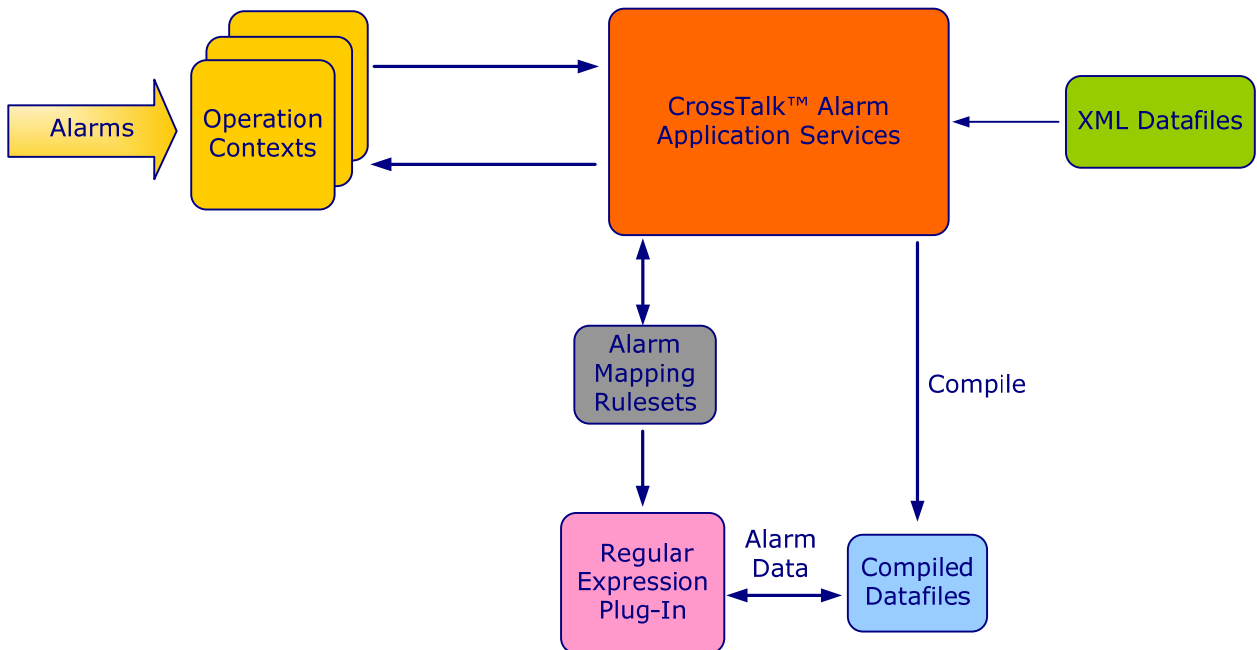 Alarms
Operation
Contexts
CrossTalk™ Alarm
Application Services
XML Datafiles
Alarm
Mapping
Rulesets
Compile
Regular
Expression
Plug-In
Alarm
Data
Compiled
Datafiles